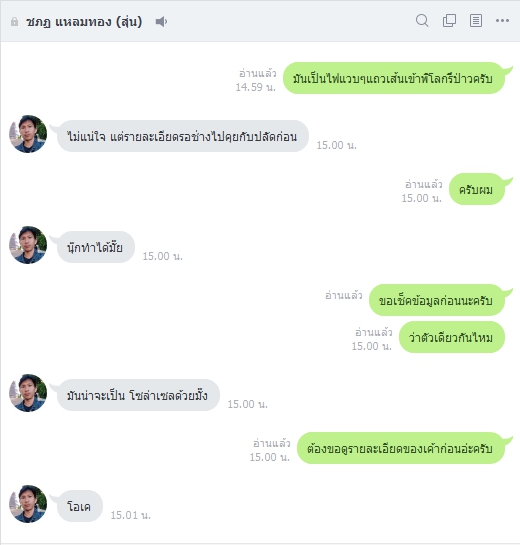 ชภฏ แหลมทอง (สุ่น)
มันเป็นไฟแวบๆแถวเส้นเข้าพิโลกรึป่าวครับ
อ่านแล้ว
14.59 น.
ไม่แน่ใจ แต่รายละเอียดรอช่างไปคุยกับปลัดก่อน
15.00 น.
อ่านแล้ว
15.00 น.
ครับผม
นุ๊กทำได้มั๊ย
15.00 น.
อ่านแล้ว
ขอเช็คข้อมูลก่อนนะครับ
อ่านแล้ว
15.00 น.
ว่าตัวเดียวกันไหม
มันน่าจะเป็น โซล่าเซลด้วยมั้ง
15.00 น.
อ่านแล้ว
15.00 น.
ต้องขอดูรายละเอียดของเค้าก่อนอ่ะครับ
โอเค
15.01 น.